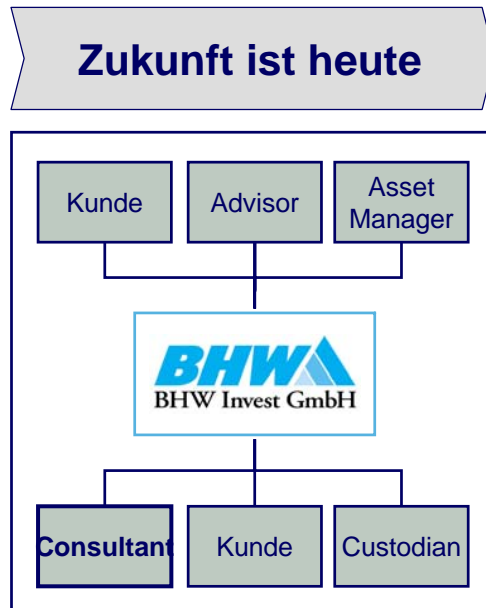 Zukunft ist heute
Kunde
Advisor
Asset
Manager
BHW
BHW Invest GmbH
Consultant
Kunde
Custodian